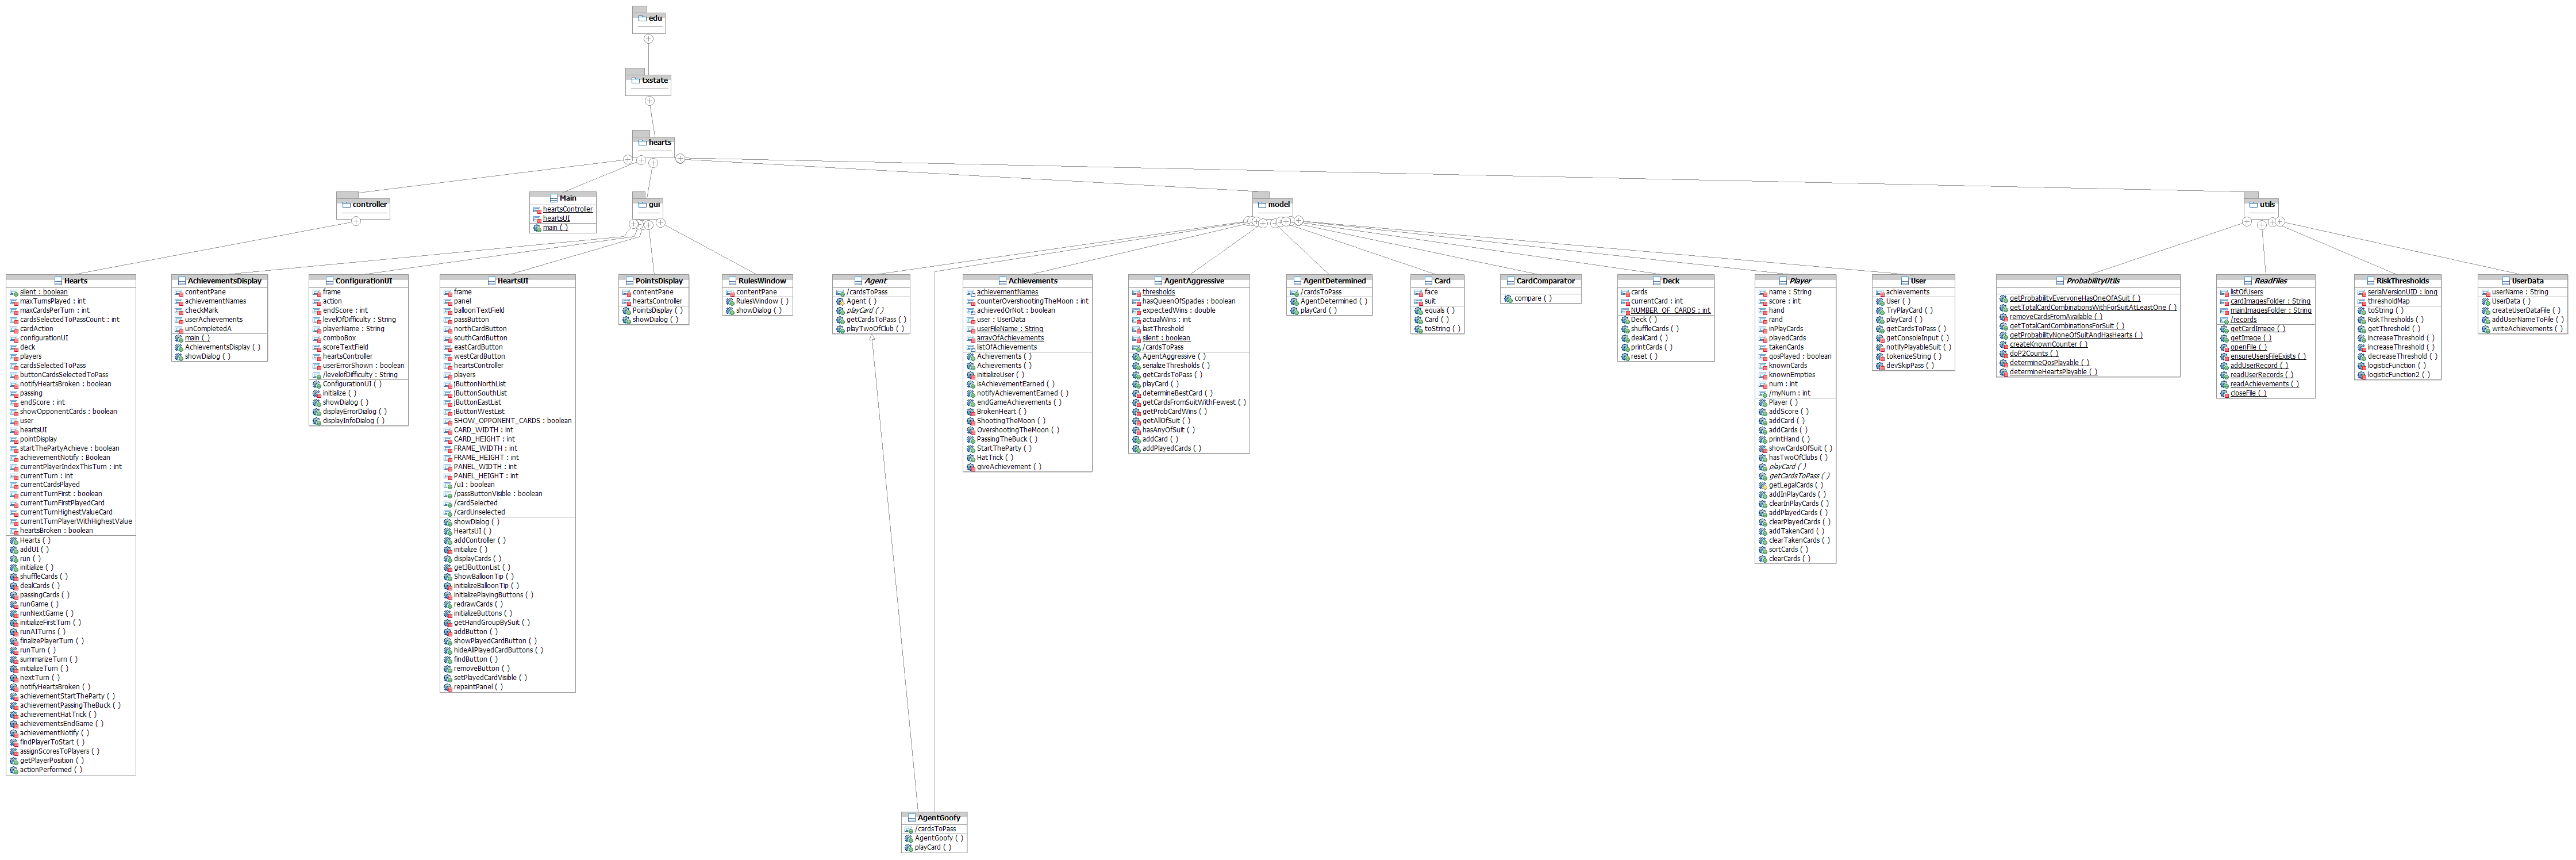 edu
txstate
hearts
controller
Main
heartsController
heartsUI
main ( )
gui
model
utils
Hearts
silent : boolean
maxTurnsPlayed : int
maxCardsPerTurn : int
cardsSelectedToPassCount : int
cardAction
configurationUI
deck
players
cardsSelectedToPass
buttonCardsSelectedToPass
notifyHeartsBroken : boolean
passing
endScore : int
showOpponentCards : boolean
user
heartsUI
pointDisplay
startThePartyAchieve : boolean
achievementNotify : Boolean
currentPlayerIndexThisTurn : int
currentTurn : int
currentCardsPlayed
currentTurnFirst : boolean
currentTurnFirstPlayedCard
currentTurnHighestValueCard
currentTurnPlayerWithHighestValue
heartsBroken : boolean
Hearts ( )
addUI ( )
run ( )
initialize ( )
shuffleCards ( )
dealCards ( )
passingCards ( )
runGame ( )
runNextGame ( )
initializeFirstTurn ( )
runAITurns ( )
finalizePlayerTurn ( )
runTurn ( )
summarizeTurn ( )
initializeTurn ( )
nextTurn ( )
notifyHeartsBroken ( )
achievementStartTheParty ( )
achievementPassingTheBuck ( )
achievementHatTrick ( )
achievementsEndGame ( )
achievementNotify ( )
findPlayerToStart ( )
assignScoresToPlayers ( )
getPlayerPosition ( )
actionPerformed ( )
AchievementsDisplay
contentPane
achievementNames
checkMark
userAchievements
unCompletedA
main ( )
AchievementsDisplay ( )
showDialog ( )
ConfigurationUI
frame
action
endScore : int
levelOfDifficulty : String
playerName : String
comboBox
scoreTextField
heartsController
userErrorShown : boolean
/levelofDifficulty : String
ConfigurationUI ( )
initialize ( )
showDialog ( )
displayErrorDialog ( )
displayInfoDialog ( )
HeartsUI
frame
panel
balloonTextField
passButton
northCardButton
southCardButton
eastCardButton
westCardButton
heartsController
players
JButtonNorthList
JButtonSouthList
JButtonEastList
JButtonWestList
SHOW_OPPONENT_CARDS : boolean
CARD_WIDTH : int
CARD_HEIGHT : int
FRAME_WIDTH : int
FRAME_HEIGHT : int
PANEL_WIDTH : int
PANEL_HEIGHT : int
/uI : boolean
/passButtonVisible : boolean
/cardSelected
/cardUnselected
showDialog ( )
HeartsUI ( )
addController ( )
initialize ( )
displayCards ( )
getJButtonList ( )
ShowBalloonTip ( )
initializeBalloonTip ( )
initializePlayingButtons ( )
redrawCards ( )
initializeButtons ( )
getHandGroupBySuit ( )
addButton ( )
showPlayedCardButton ( )
hideAllPlayedCardButtons ( )
findButton ( )
removeButton ( )
setPlayedCardVisible ( )
repaintPanel ( )
PointsDisplay
contentPane
heartsController
PointsDisplay ( )
showDialog ( )
RulesWindow
contentPane
RulesWindow ( )
showDialog ( )
Agent
/cardsToPass
Agent ( )
playCard ( )
getCardsToPass ( )
playTwoOfClub ( )
Achievements
achievementNames
counterOvershootingTheMoon : int
achievedOrNot : boolean
user : UserData
userFileName : String
arrayOfAchievements
listOfAchievements
Achievements ( )
Achievements ( )
initializeUser ( )
isAchievementEarned ( )
notifyAchievementEarned ( )
endGameAchievements ( )
BrokenHeart ( )
ShootingTheMoon ( )
OvershootingTheMoon ( )
PassingTheBuck ( )
StartTheParty ( )
HatTrick ( )
giveAchievement ( )
AgentAggressive
thresholds
hasQueenOfSpades : boolean
expectedWins : double
actualWins : int
lastThreshold
silent : boolean
/cardsToPass
AgentAggressive ( )
serializeThresholds ( )
getCardsToPass ( )
playCard ( )
determineBestCard ( )
getCardsFromSuitWithFewest ( )
getProbCardWins ( )
getAllOfSuit ( )
hasAnyOfSuit ( )
addCard ( )
addPlayedCards ( )
AgentDetermined
/cardsToPass
AgentDetermined ( )
playCard ( )
Card
face
suit
equals ( )
Card ( )
toString ( )
CardComparator
compare ( )
Deck
cards
currentCard : int
NUMBER_OF_CARDS : int
Deck ( )
shuffleCards ( )
dealCard ( )
printCards ( )
reset ( )
Player
name : String
score : int
hand
rand
inPlayCards
playedCards
takenCards
qosPlayed : boolean
knownCards
knownEmpties
num : int
/myNum : int
Player ( )
addScore ( )
addCard ( )
addCards ( )
printHand ( )
showCardsOfSuit ( )
hasTwoOfClubs ( )
playCard ( )
getCardsToPass ( )
getLegalCards ( )
addInPlayCards ( )
clearInPlayCards ( )
addPlayedCards ( )
clearPlayedCards ( )
addTakenCard ( )
clearTakenCards ( )
sortCards ( )
clearCards ( )
User
achievements
User ( )
TryPlayCard ( )
playCard ( )
getCardsToPass ( )
getConsoleInput ( )
notifyPlayableSuit ( )
tokenizeString ( )
devSkipPass ( )
ProbabilityUtils
getProbabilityEveryoneHasOneOfASuit ( )
getTotalCardCombinationsWithForSuitAtLeastOne ( )
removeCardsFromAvailable ( )
getTotalCardCombinationsForSuit ( )
getProbabilityNoneOfSuitAndHasHearts ( )
createKnownCounter ( )
doP2Counts ( )
determineQosPlayable ( )
determineHeartsPlayable ( )
ReadFiles
listOfUsers
cardImagesFolder : String
mainImagesFolder : String
/records
getCardImage ( )
getImage ( )
openFile ( )
ensureUsersFileExists ( )
addUserRecord ( )
readUserRecords ( )
readAchievements ( )
closeFile ( )
RiskThresholds
serialVersionUID : long
thresholdMap
toString ( )
RiskThresholds ( )
getThreshold ( )
increaseThreshold ( )
increaseThreshold ( )
decreaseThreshold ( )
logisticFunction ( )
logisticFunction2 ( )
UserData
userName : String
UserData ( )
createUserDataFile ( )
addUserNameToFile ( )
writeAchievements ( )
AgentGoofy
/cardsToPass
AgentGoofy ( )
playCard ( )